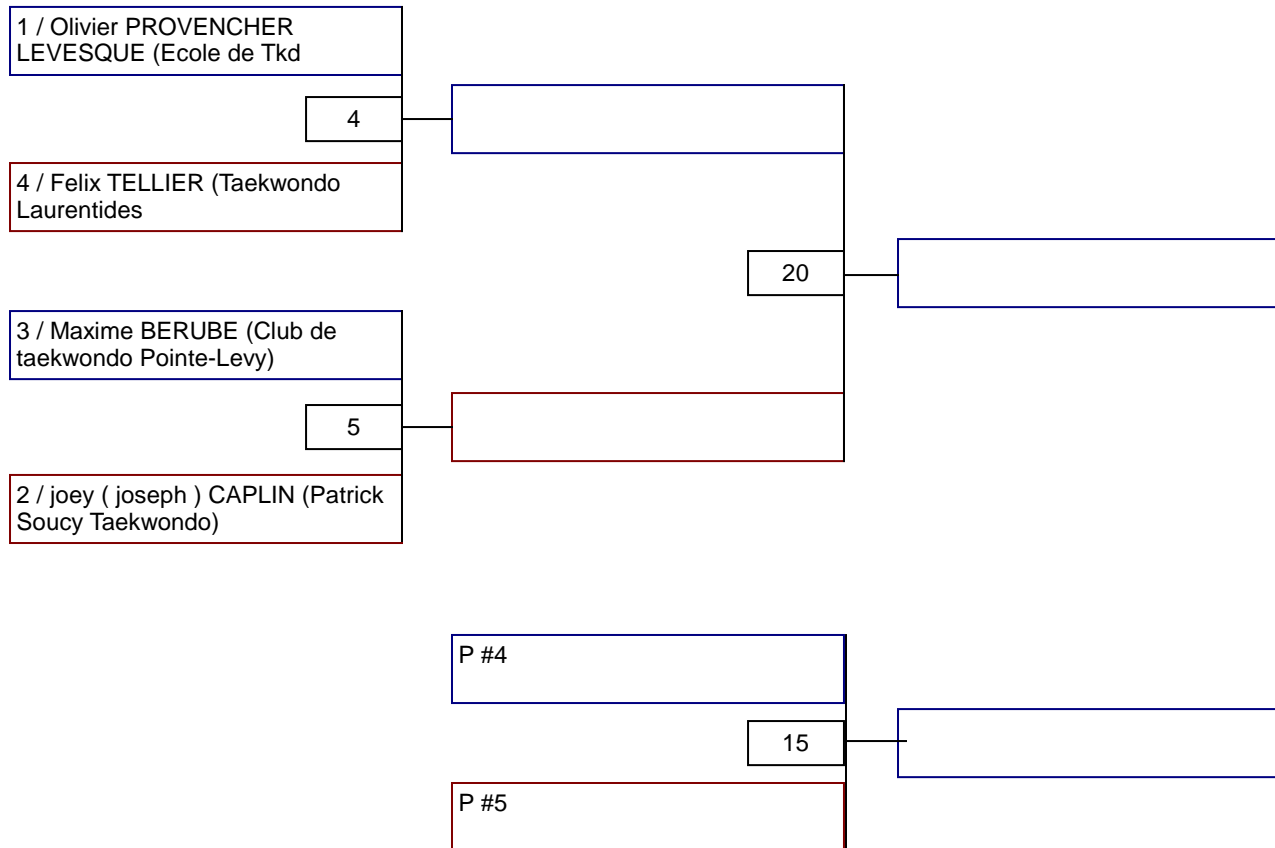 1 / Olivier PROVENCHER
LEVESQUE (Ecole de Tkd
4
4 / Felix TELLIER (Taekwondo
Laurentides
20
3 / Maxime BERUBE (Club de
taekwondo Pointe-Levy)
5
2 / joey ( joseph ) CAPLIN (Patrick
Soucy Taekwondo)
P #4
15
P #5